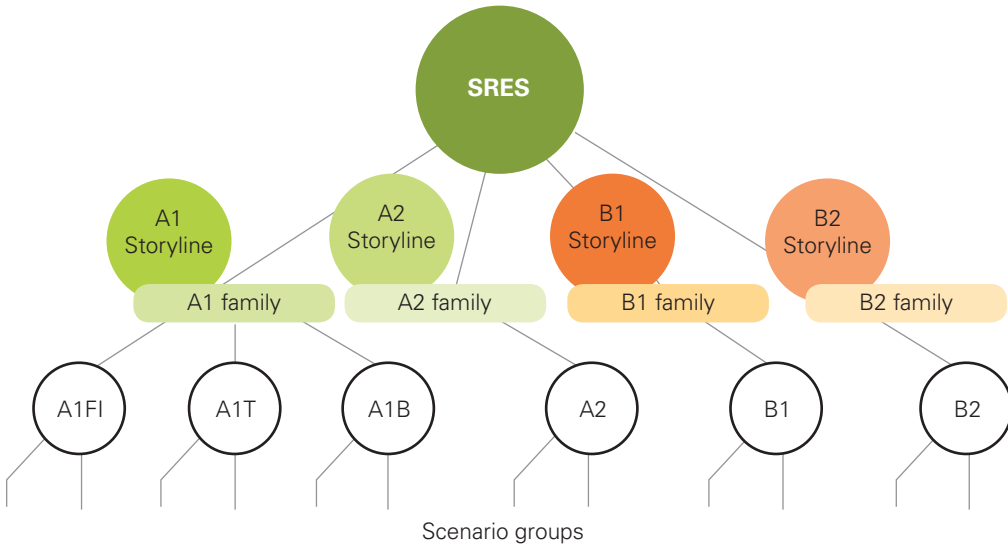 SRES
A1
Storyline
A2
Storyline
B1
Storyline
B2
Storyline
A1 family
A2 family
B1 family
B2 family
A1FI
A1T
A1B
A2
B1
B2
Scenario groups